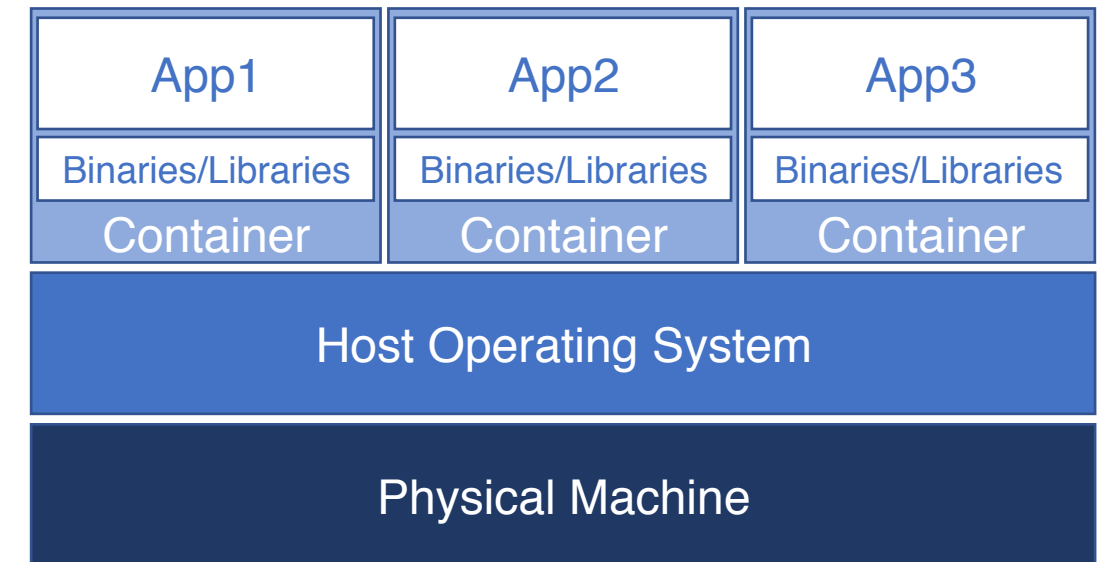 App1
App2
App3
Binaries/Libraries
Binaries/Libraries
Binaries/Libraries
Container
Container
Container
Host Operating System
Physical Machine